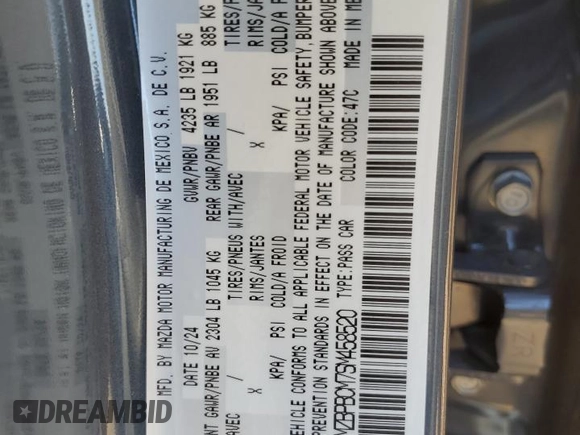 MFD. BY MAZDA MOTOR MANUFACTURING DE MEXICO S.A. DE C.V.
DATE 10/24 GVWR/PNBV 4235 LB 1921 KG
NT GAWR/PNBE AV 2304 LB 1045 KG REAR GAWR/PNBE AR 1951 LB 885 KG
TIRES/PNEUS WITH/AVEC / TIRES/P
RIMS/JANTES X RIMS/JA
KPA/ PSI COLD/A FROID KPA/ PSI COLD/A F
VEHICLE CONFORMS TO ALL APPLICABLE FEDERAL MOTOR VEHICLE SAFETY, BUMPER
PREVENTION STANDARDS IN EFFECT ON THE DATE OF MANUFACTURE SHOWN ABOVE
TYPE: PASS CAR COLOR CODE: 47C MADE IN ME
DEALERBID.COM
ZR